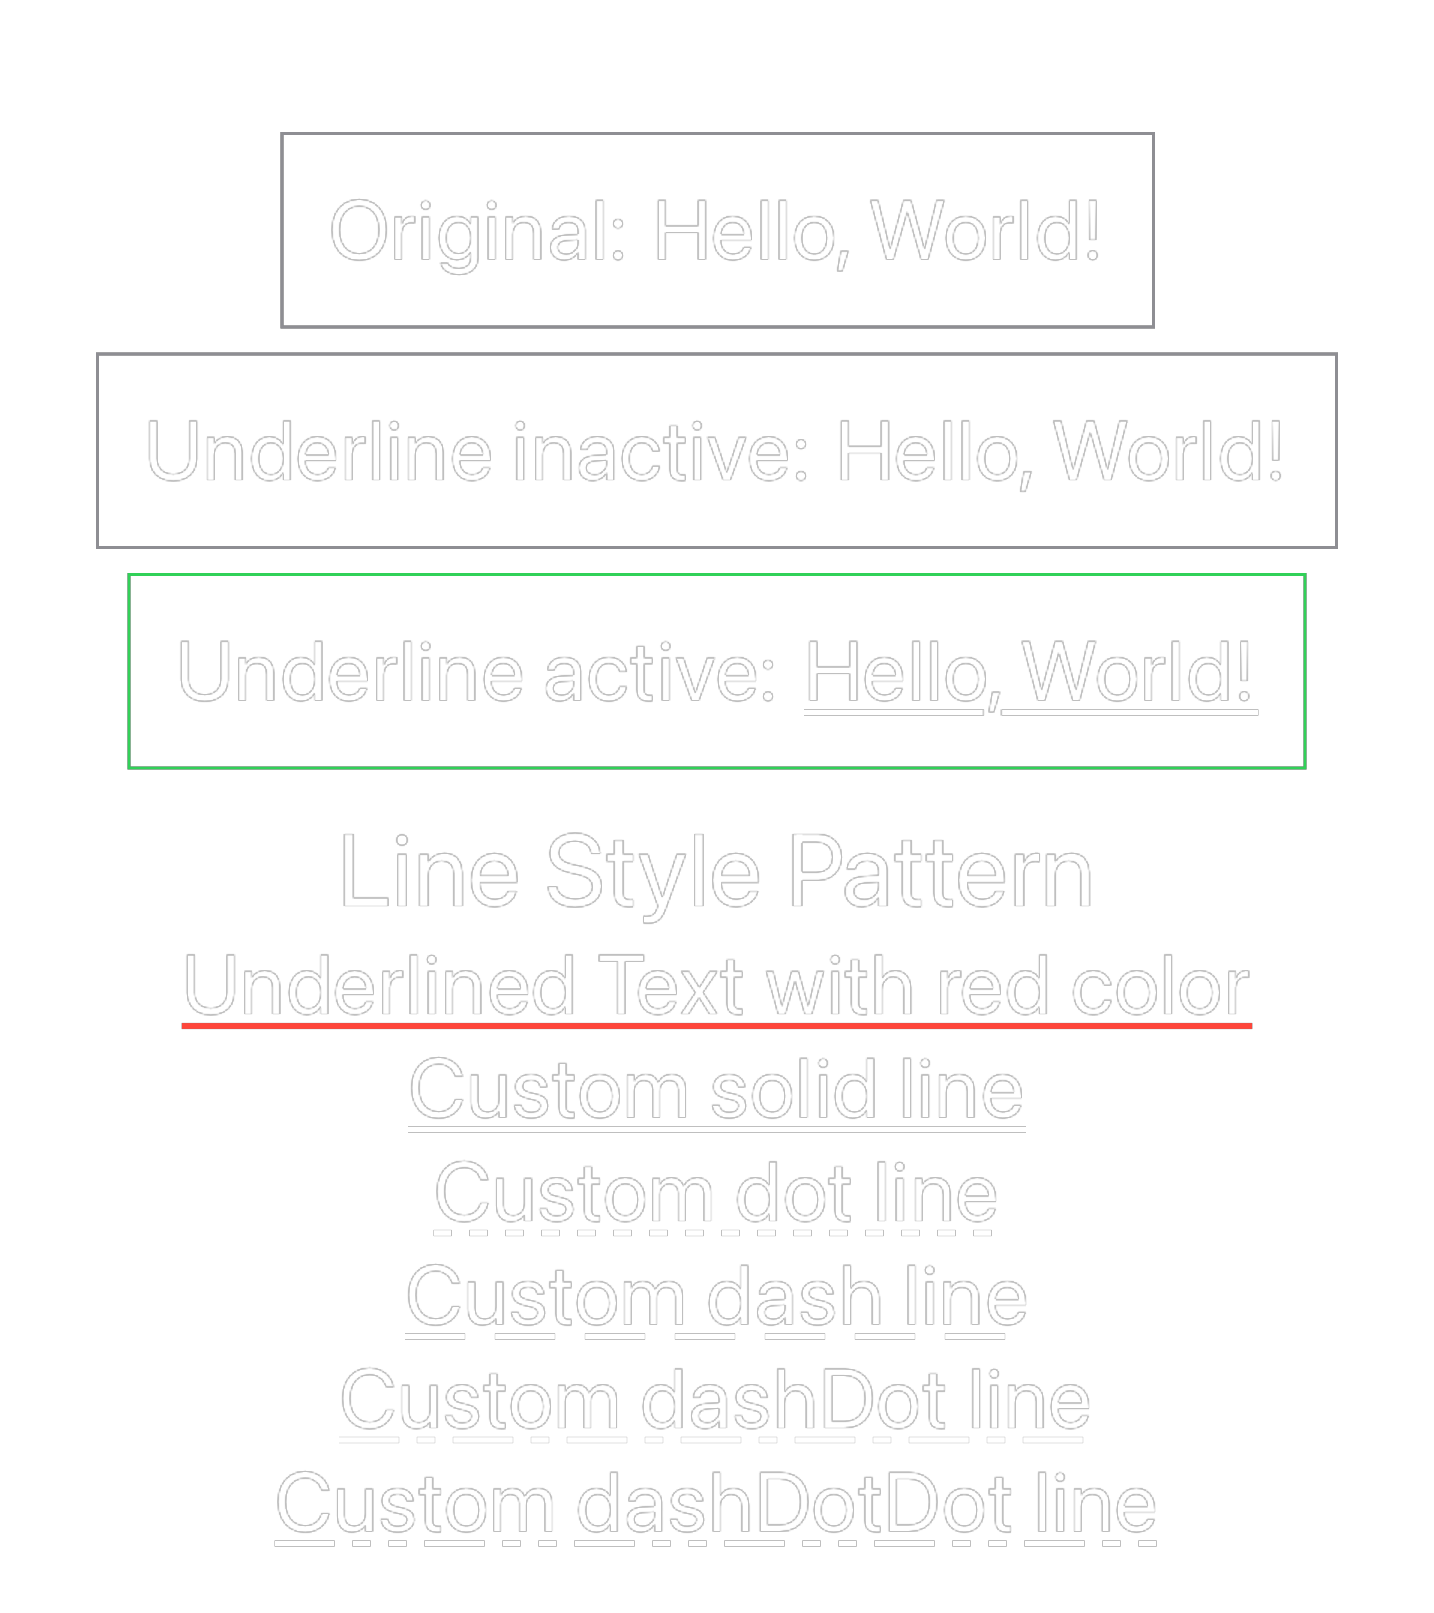 Original: Hello, World!
Underline inactive: Hello, World!
Underline active: Hello, World!
Line Style Pattern
Underlined Text with red color
Custom solid line
Custom dot line
Custom dash line
Custom dashDot line
Custom dashDotDot line